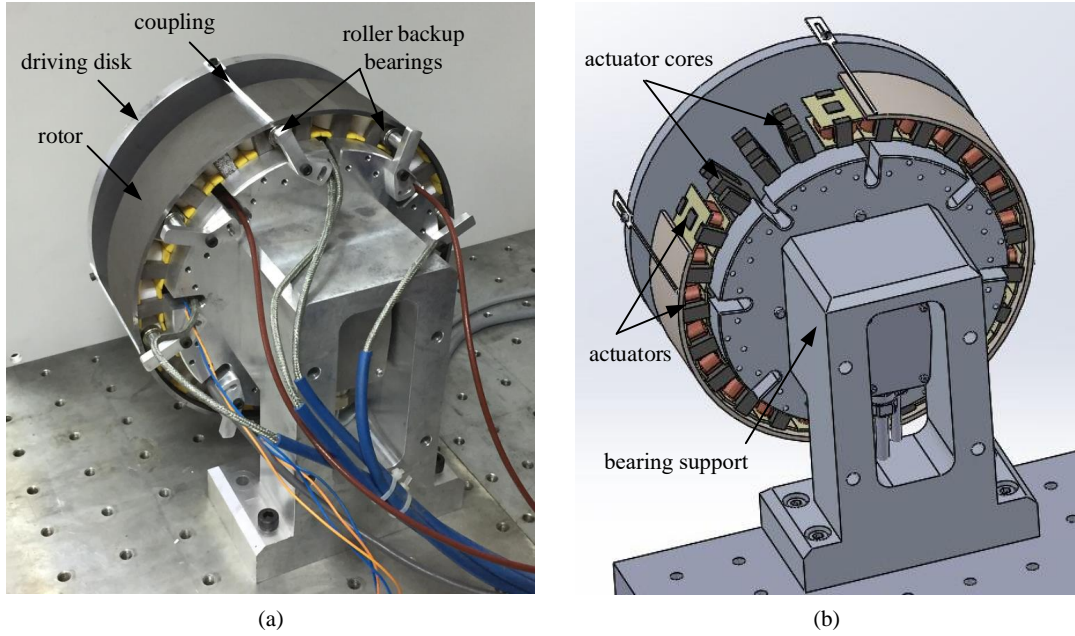 coupling
roller backup
bearings
driving disk
rotor
actuator cores
actuators
bearing support
(a)
(b)